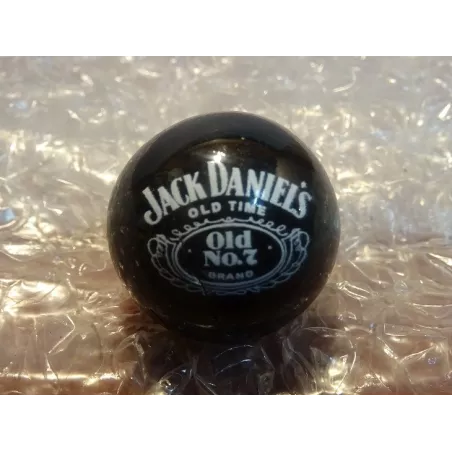 JACK DANIEL'S
OLD TIME
Old
No.7
BRAND